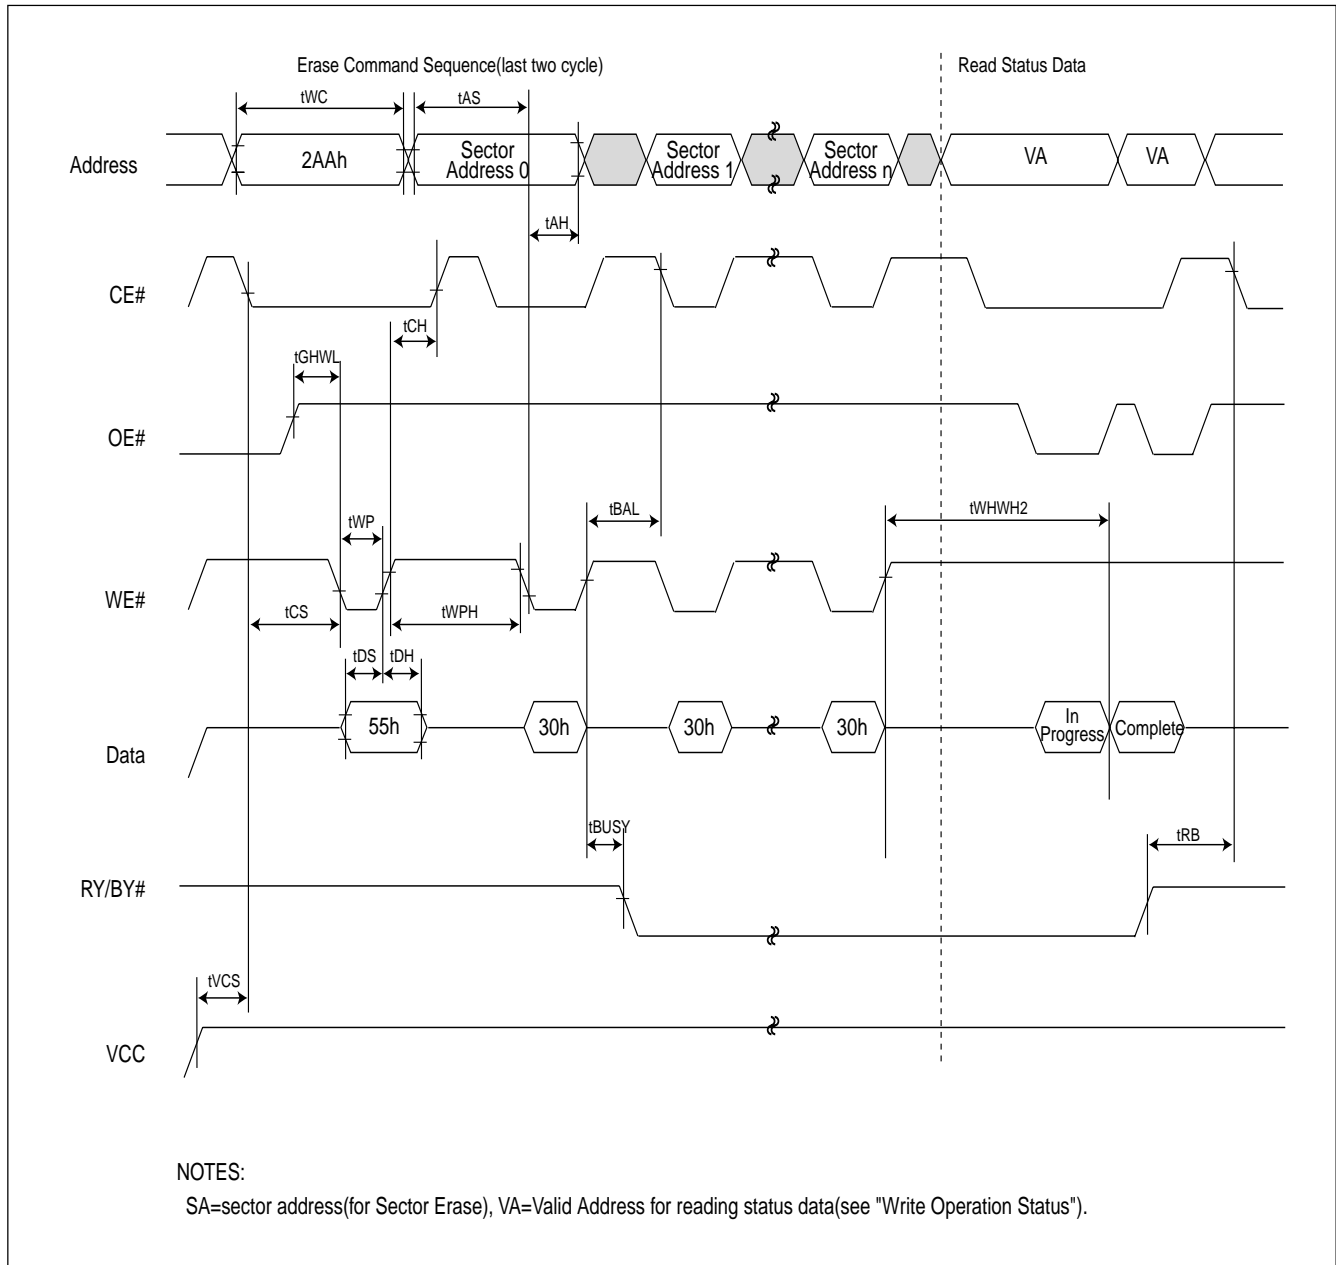 Erase Command Sequence(last two cycle)
Read Status Data
tWC
tAS
Address
2AAh
Sector
Address 0
Sector
Address 1
Sector
Address n
VA
VA
tAH
CE#
tCH
tGHWL
OE#
tWP
tBAL
tWHWH2
WE#
tCS
tWPH
tDS
tDH
Data
55h
30h
30h
30h
In
Progress
Complete
tBUSY
tRB
RY/BY#
tVCS
VCC
NOTES:
SA=sector address(for Sector Erase), VA=Valid Address for reading status data(see "Write Operation Status").